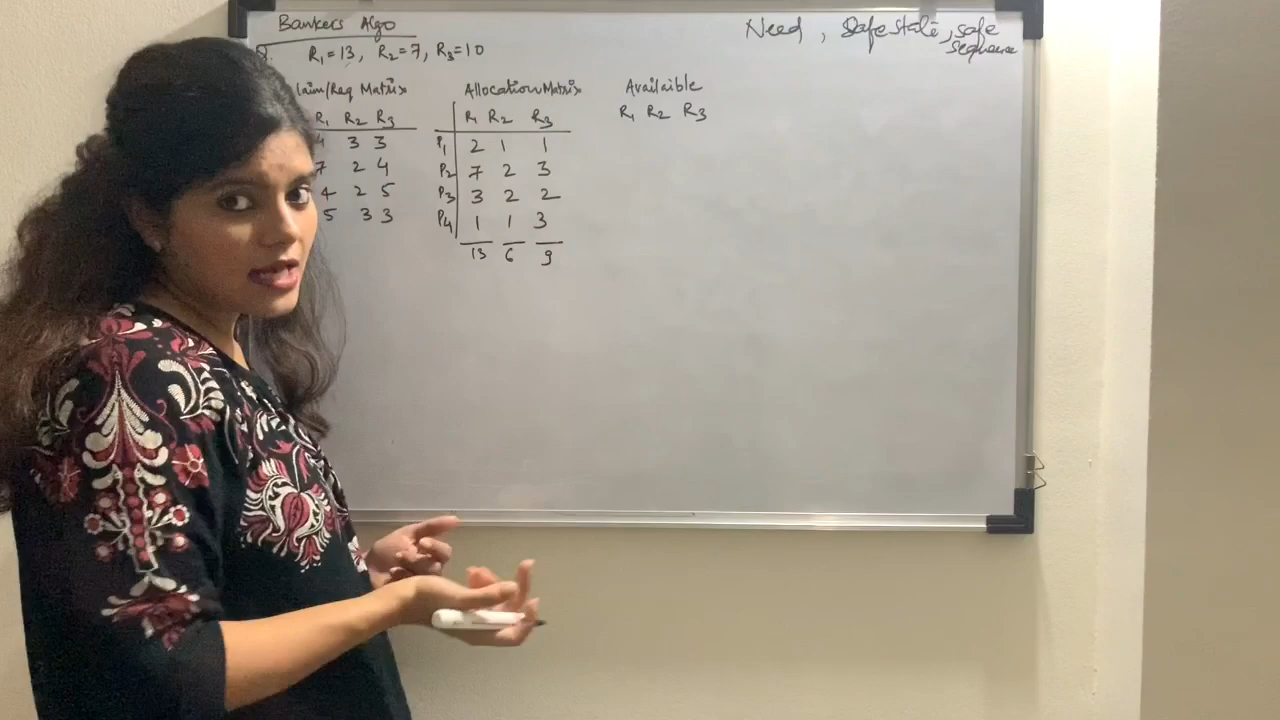 Bankers Algo
Need, Safe state, safe sequence
Q. R1=13, R2=7, R3=10
laim/Req Matrix
R1 R2 R3
4 3 3
7 2 4
4 2 5
5 3 3
Allocation Matrix
R1 R2 R3
P1 2 1 1
P2 7 2 3
P3 3 2 2
P4 1 1 3
13 6 9
Availaible
R1 R2 R3